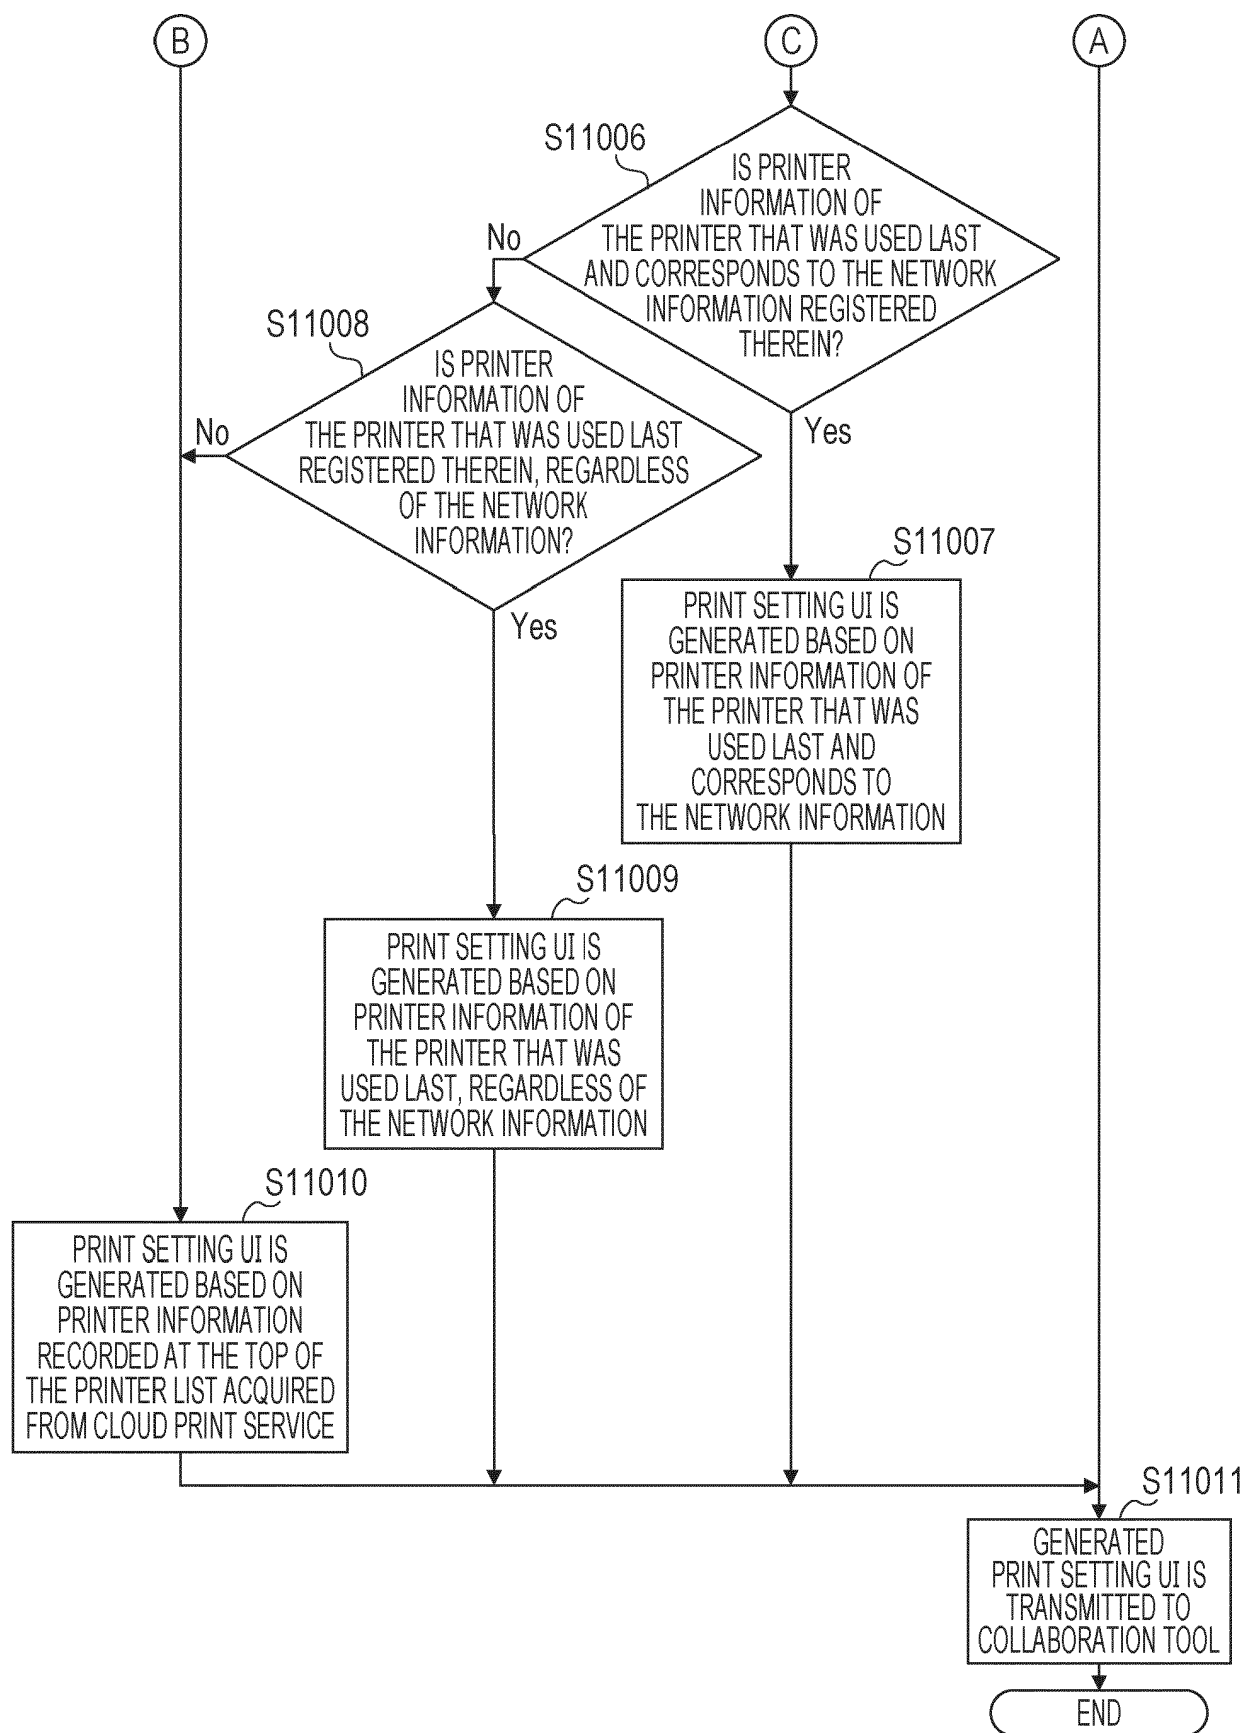 B
C
A
S11006
IS PRINTER
INFORMATION OF
THE PRINTER THAT WAS USED LAST
AND CORRESPONDS TO THE NETWORK
INFORMATION REGISTERED
THEREIN?
No
Yes
S11008
IS PRINTER
INFORMATION OF
THE PRINTER THAT WAS USED LAST
REGISTERED THEREIN, REGARDLESS
OF THE NETWORK
INFORMATION?
No
Yes
S11007
PRINT SETTING UI IS
GENERATED BASED ON
PRINTER INFORMATION OF
THE PRINTER THAT WAS
USED LAST AND
CORRESPONDS TO
THE NETWORK INFORMATION
S11009
PRINT SETTING UI IS
GENERATED BASED ON
PRINTER INFORMATION OF
THE PRINTER THAT WAS
USED LAST, REGARDLESS OF
THE NETWORK INFORMATION
S11010
PRINT SETTING UI IS
GENERATED BASED ON
PRINTER INFORMATION
RECORDED AT THE TOP OF
THE PRINTER LIST ACQUIRED
FROM CLOUD PRINT SERVICE
S11011
GENERATED
PRINT SETTING UI IS
TRANSMITTED TO
COLLABORATION TOOL
END